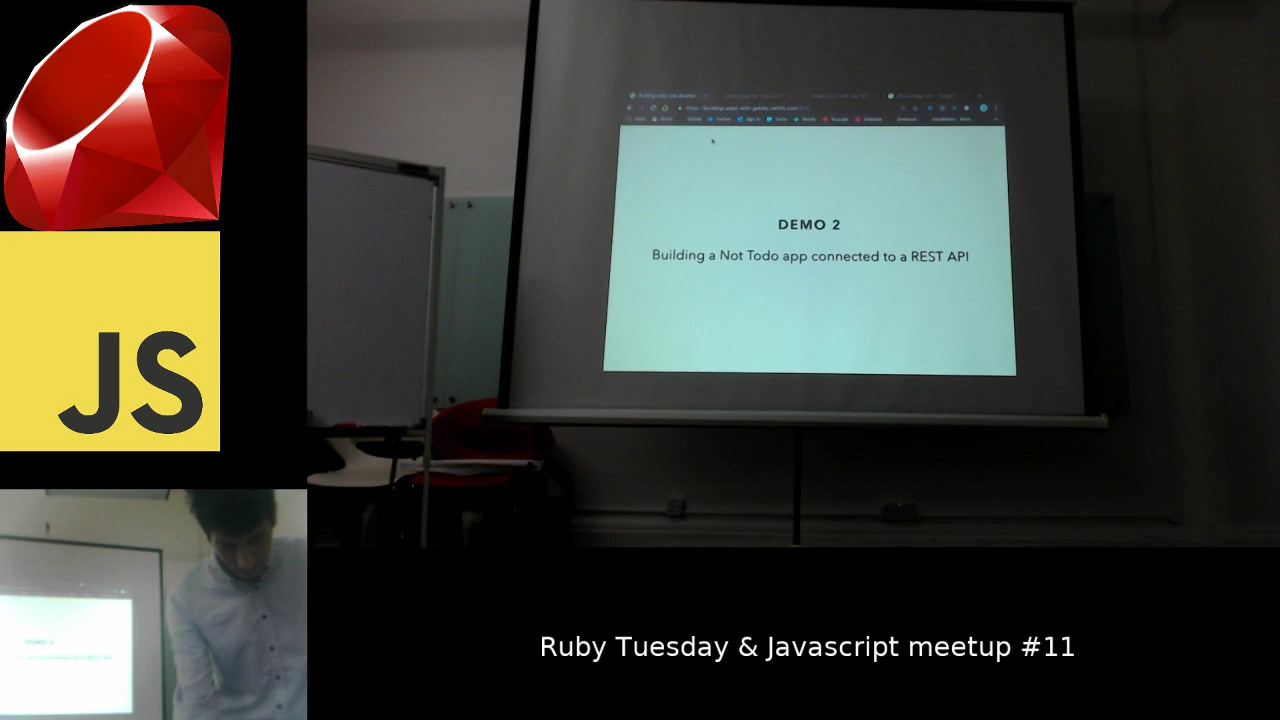 JS
DEMO 2
Building a Not Todo app connected to a REST API
Ruby Tuesday & Javascript meetup #11